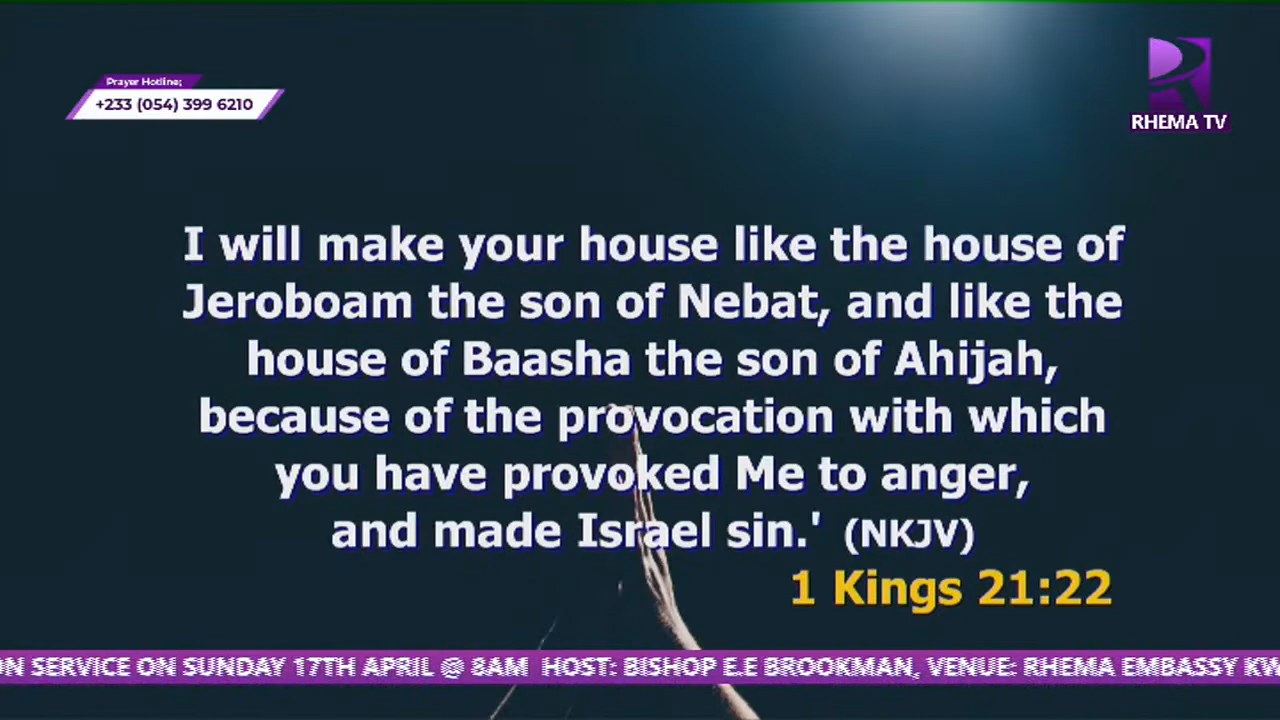 Prayer Hotline;
+233 (054) 399 6210
RHEMA TV
I will make your house like the house of
Jeroboam the son of Nebat, and like the
house of Baasha the son of Ahijah,
because of the provocation with which
you have provoked Me to anger,
and made Israel sin.' (NKJV)
1 Kings 21:22
ON SERVICE ON SUNDAY 17TH APRIL @ 8AM HOST: BISHOP E.E BROOKMAN, VENUE: RHEMA EMBASSY KW